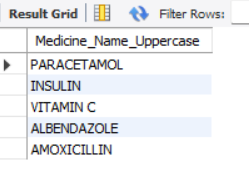 Result Grid Filter Rows:
Medicine_Name_Uppercase
PARACETAMOL
INSULIN
VITAMIN C
ALBENDAZOLE
AMOXICILLIN